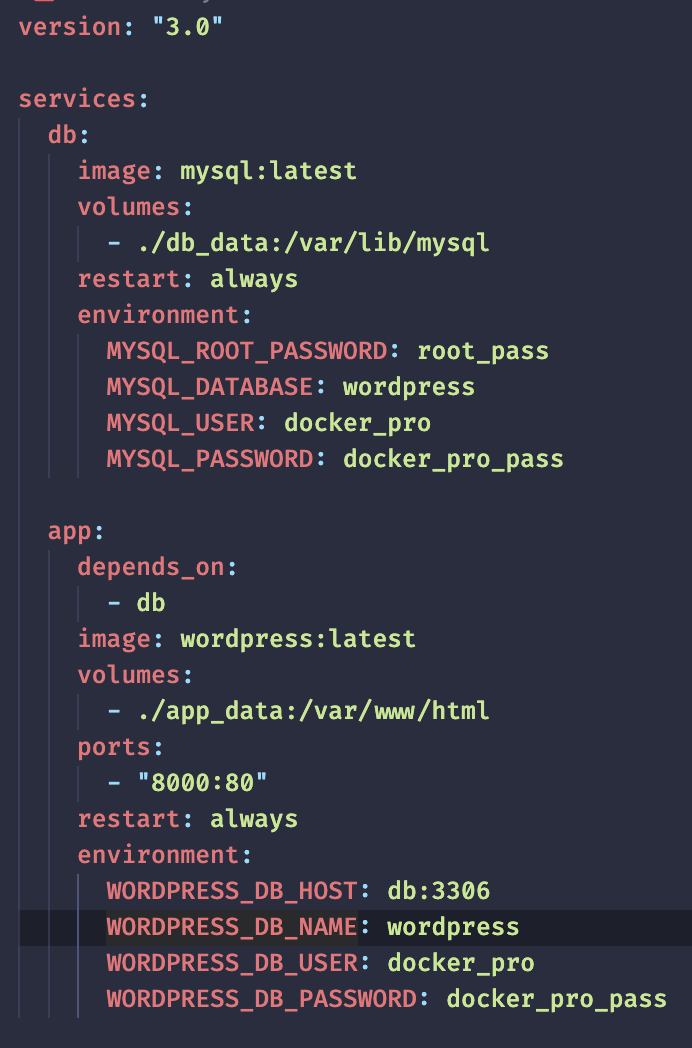 version: "3.0"
services:
db:
image: mysql:latest
volumes:
- ./db_data:/var/lib/mysql
restart: always
environment:
MYSQL_ROOT_PASSWORD: root_pass
MYSQL_DATABASE: wordpress
MYSQL_USER: docker_pro
MYSQL_PASSWORD: docker_pro_pass
app:
depends_on:
- db
image: wordpress:latest
volumes:
- ./app_data:/var/www/html
ports:
- "8000:80"
restart: always
environment:
WORDPRESS_DB_HOST: db:3306
WORDPRESS_DB_NAME: wordpress
WORDPRESS_DB_USER: docker_pro
WORDPRESS_DB_PASSWORD: docker_pro_pass